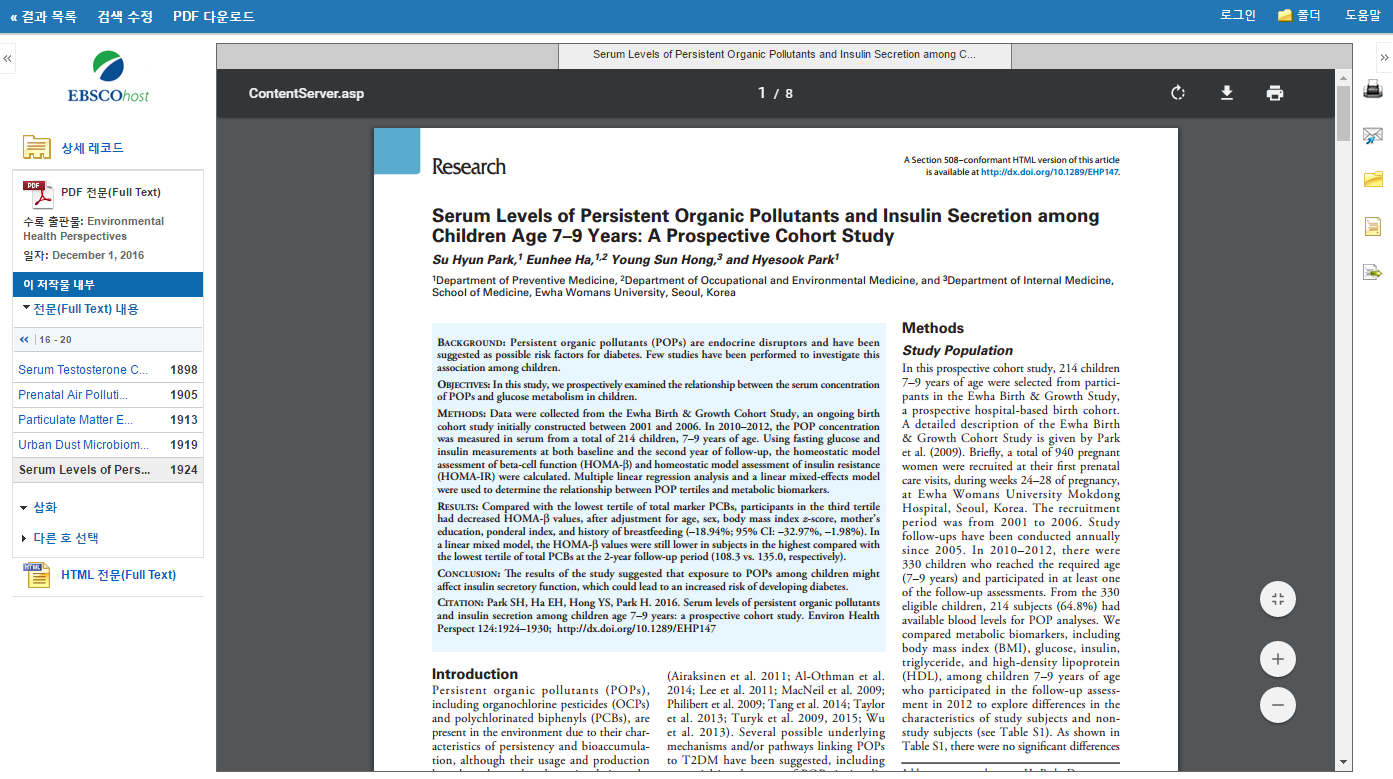 « 결과 목록 검색 수정 PDF 다운로드 로그인 폴더 도움말
EBSCOhost
상세 레코드
PDF
PDF 전문(Full Text)
수록 출판물: Environmental
Health Perspectives
일자: December 1, 2016
이 저작물 내부
전문(Full Text) 내용
« 16 - 20
Serum Testosterone C... 1898
Prenatal Air Polluti... 1905
Particulate Matter E... 1913
Urban Dust Microbiom... 1919
Serum Levels of Pers... 1924
삽화
다른 호 선택
HTML
HTML 전문(Full Text)
Serum Levels of Persistent Organic Pollutants and Insulin Secretion among C...
ContentServer.asp 1 / 8
Research
A Section 508–conformant HTML version of this article
is available at http://dx.doi.org/10.1289/EHP147.
Serum Levels of Persistent Organic Pollutants and Insulin Secretion among
Children Age 7–9 Years: A Prospective Cohort Study
Su Hyun Park,1 Eunhee Ha,1,2 Young Sun Hong,3 and Hyesook Park1
1Department of Preventive Medicine, 2Department of Occupational and Environmental Medicine, and 3Department of Internal Medicine,
School of Medicine, Ewha Womans University, Seoul, Korea
Background: Persistent organic pollutants (POPs) are endocrine disruptors and have been
suggested as possible risk factors for diabetes. Few studies have been performed to investigate this
association among children.
Objectives: In this study, we prospectively examined the relationship between the serum concentration
of POPs and glucose metabolism in children.
Methods: Data were collected from the Ewha Birth & Growth Cohort Study, an ongoing birth
cohort study initially constructed between 2001 and 2006. In 2010–2012, the POP concentration
was measured in serum from a total of 214 children, 7–9 years of age. Using fasting glucose and
insulin measurements at both baseline and the second year of follow-up, the homeostatic model
assessment of beta-cell function (HOMA-β) and homeostatic model assessment of insulin resistance
(HOMA-IR) were calculated. Multiple linear regression analysis and a linear mixed-effects model
were used to determine the relationship between POP tertiles and metabolic biomarkers.
Results: Compared with the lowest tertile of total marker PCBs, participants in the third tertile
had decreased HOMA-β values, after adjustment for age, sex, body mass index z-score, mother's
education, ponderal index, and history of breastfeeding (–18.94%; 95% CI: –32.97%, –1.98%). In
a linear mixed model, the HOMA-β values were still lower in subjects in the highest compared with
the lowest tertile of total PCBs at the 2-year follow-up period (108.3 vs. 135.0, respectively).
Conclusion: The results of the study suggested that exposure to POPs among children might
affect insulin secretory function, which could lead to an increased risk of developing diabetes.
Citation: Park SH, Ha EH, Hong YS, Park H. 2016. Serum levels of persistent organic pollutants
and insulin secretion among children age 7–9 years: a prospective cohort study. Environ Health
Perspect 124:1924–1930; http://dx.doi.org/10.1289/EHP147
Introduction
Persistent organic pollutants (POPs),
including organochlorine pesticides (OCPs)
and polychlorinated biphenyls (PCBs), are
present in the environment due to their char-
acteristics of persistency and bioaccumula-
tion, although their usage and production
(Airaksinen et al. 2011; Al-Othman et al.
2014; Lee et al. 2011; MacNeil et al. 2009;
Philibert et al. 2009; Tang et al. 2014; Taylor
et al. 2013; Turyk et al. 2009, 2015; Wu
et al. 2013). Several possible underlying
mechanisms and/or pathways linking POPs
to T2DM have been suggested, including
Methods
Study Population
In this prospective cohort study, 214 children
7–9 years of age were selected from partici-
pants in the Ewha Birth & Growth Study,
a prospective hospital-based birth cohort.
A detailed description of the Ewha Birth
& Growth Cohort Study is given by Park
et al. (2009). Briefly, a total of 940 pregnant
women were recruited at their first prenatal
care visits, during weeks 24–28 of pregnancy,
at Ewha Womans University Mokdong
Hospital, Seoul, Korea. The recruitment
period was from 2001 to 2006. Study
follow-ups have been conducted annually
since 2005. In 2010–2012, there were
330 children who reached the required age
(7–9 years) and participated in at least one
of the follow-up assessments. From the 330
eligible children, 214 subjects (64.8%) had
available blood levels for POP analyses. We
compared metabolic biomarkers, including
body mass index (BMI), glucose, insulin,
triglyceride, and high-density lipoprotein
(HDL), among children 7–9 years of age
who participated in the follow-up assess-
ment in 2012 to explore differences in the
characteristics of study subjects and non-
study subjects (see Table S1). As shown in
Table S1, there were no significant differences